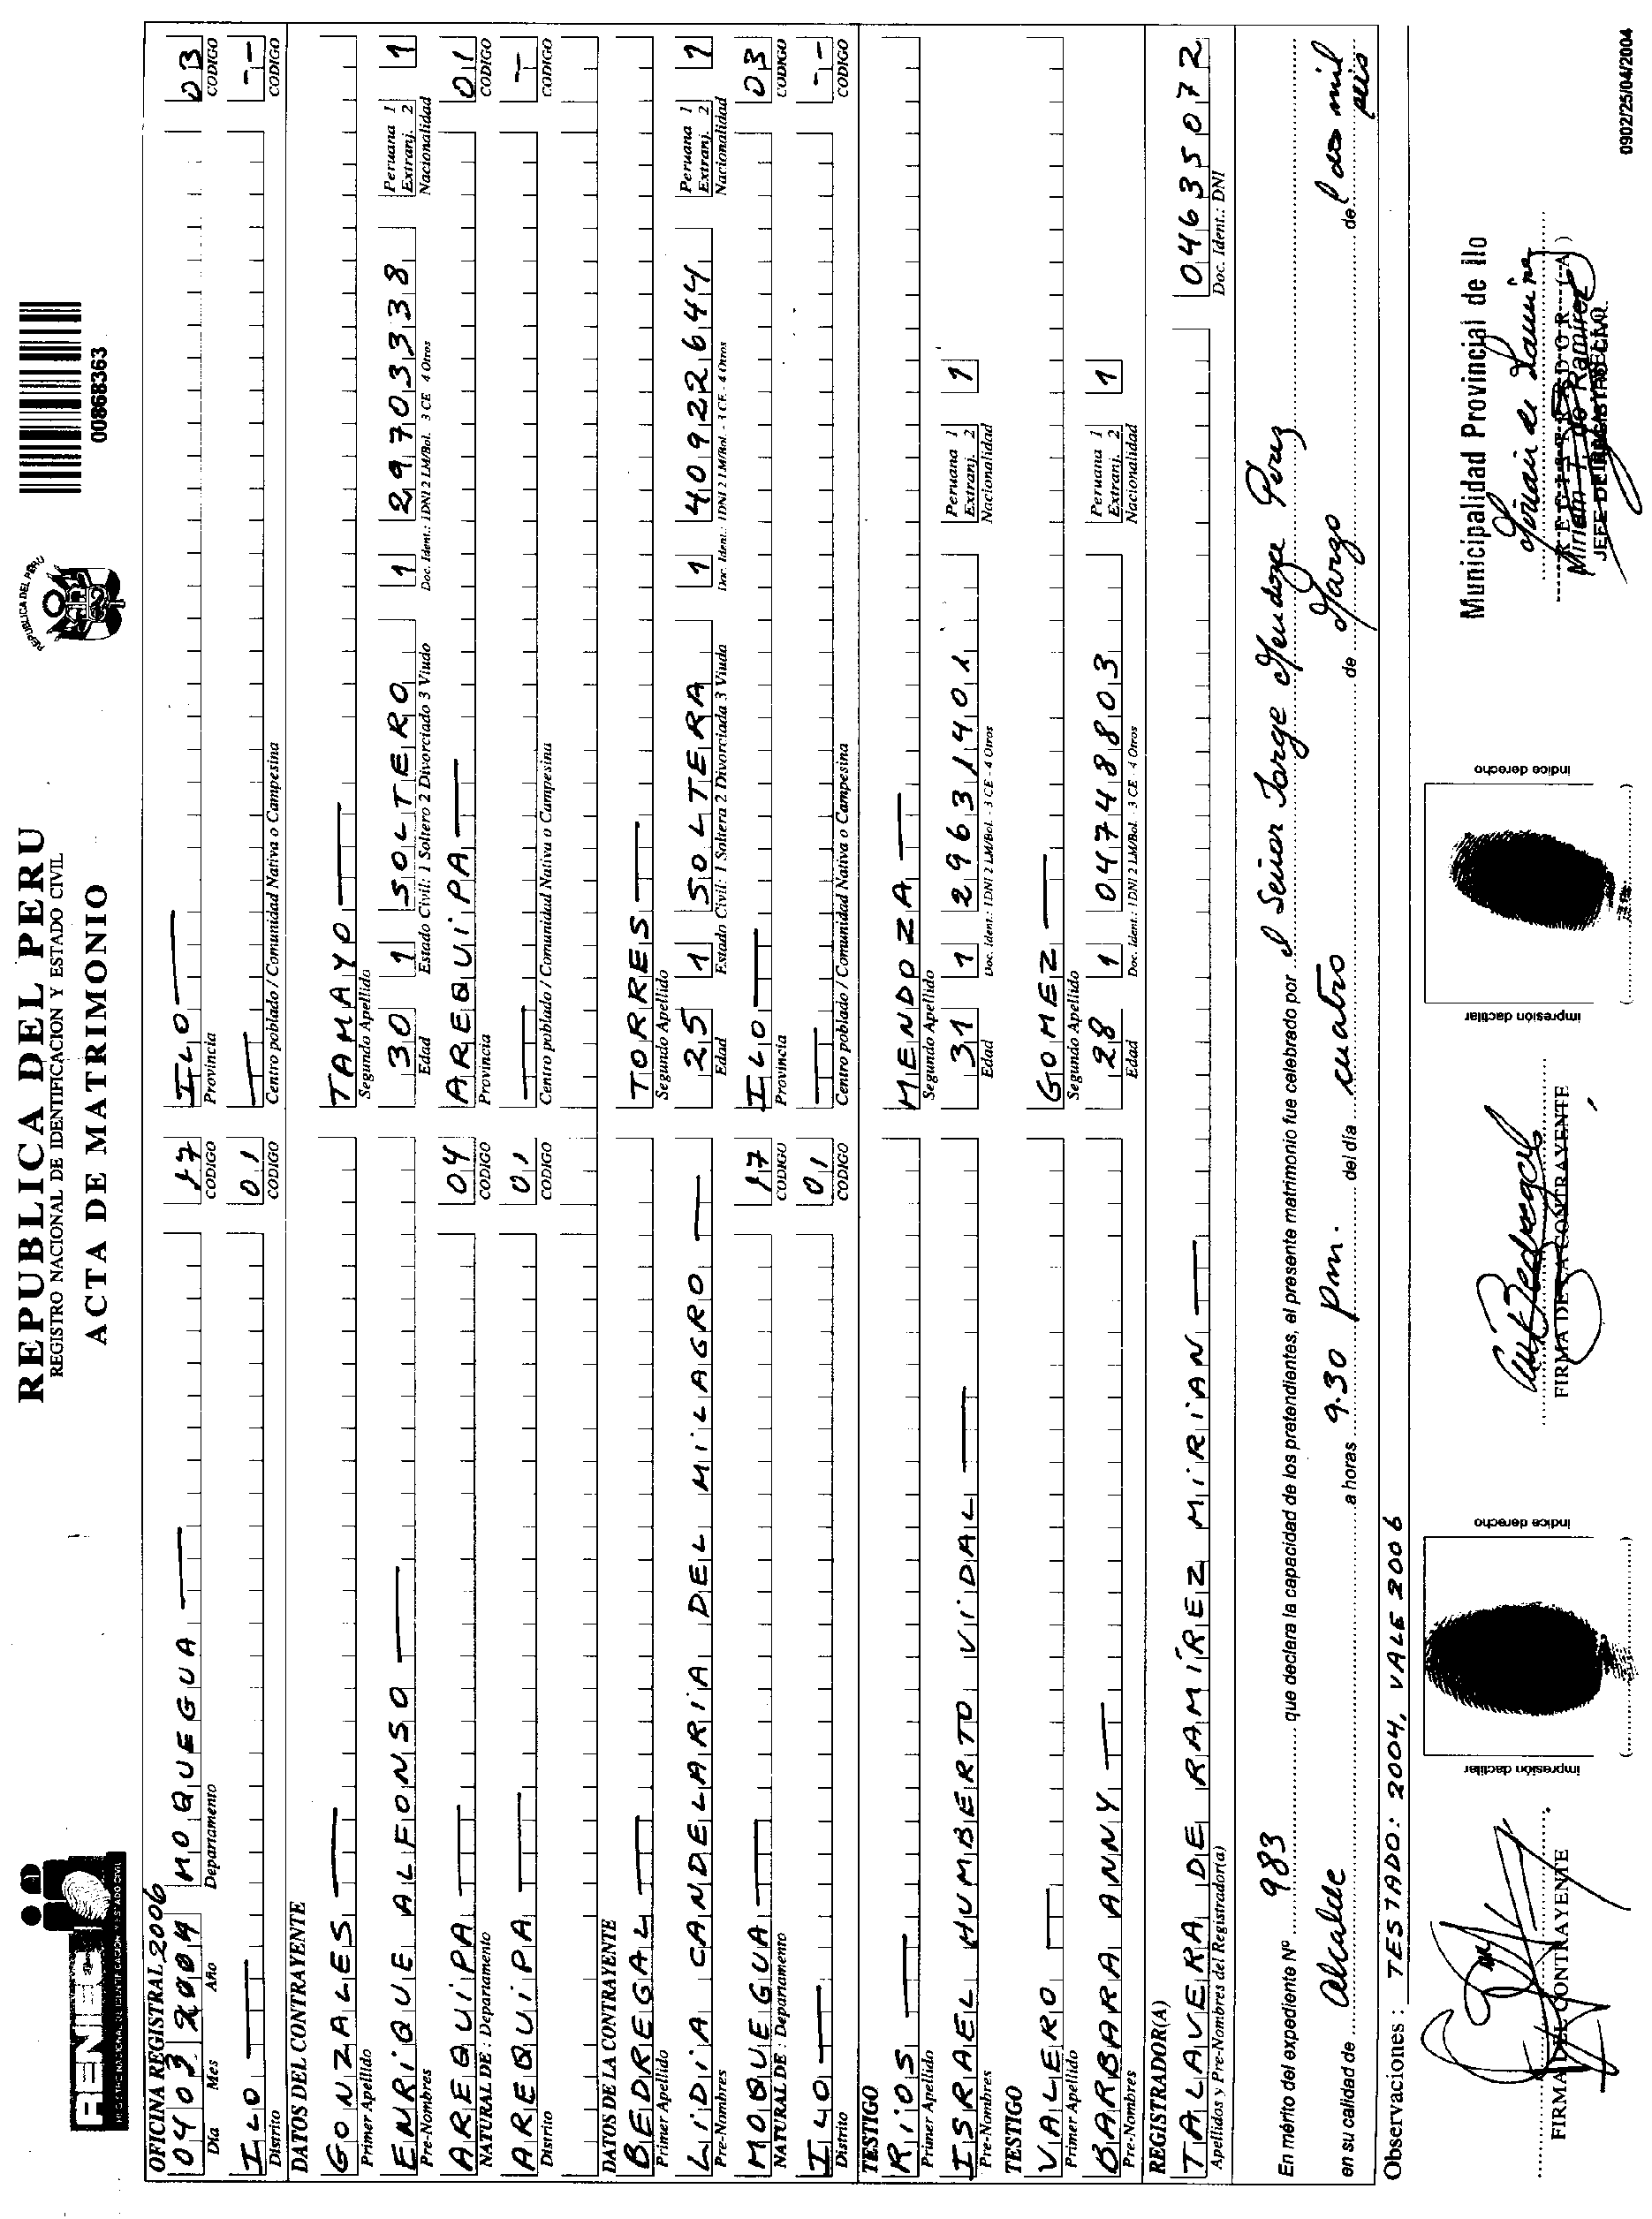 RENIEC
REGISTRO NACIONAL DE IDENTIFICACION Y ESTADO CIVIL
REPUBLICA DEL PERU
REGISTRO NACIONAL DE IDENTIFICACION Y ESTADO CIVIL
ACTA DE MATRIMONIO
REPUBLICA DEL PERU
00868363
OFICINA REGISTRAL 2006
04 03 2004 MOQUEGUA 17 ILO 03
Día Mes Año Departamento CODIGO Provincia CODIGO
ILO 01 --
Distrito CODIGO Centro poblado / Comunidad Nativa o Campesina CODIGO
DATOS DEL CONTRAYENTE
GONZALES TAMAYO
Primer Apellido Segundo Apellido
ENRIQUE ALFONSO 30 1 SOLTERO 1 29703338 Peruana 1 Extranj. 2 1
Pre-Nombres Edad Estado Civil: 1 Soltero 2 Divorciado 3 Viudo Doc. Ident.: 1DNI 2 LM/Bol. 3 CE 4 Otros Nacionalidad
AREQUIPA 04 AREQUIPA 01
NATURAL DE: Departamento CODIGO Provincia CODIGO
AREQUIPA 01 -
Distrito CODIGO Centro poblado / Comunidad Nativa o Campesina CODIGO
DATOS DE LA CONTRAYENTE
BEDREGAL TORRES
Primer Apellido Segundo Apellido
LIDIA CANDELARIA DEL MILAGRO 25 1 SOLTERA 1 40922644 Peruana 1 Extranj. 2 1
Pre-Nombres Edad Estado Civil: 1 Soltera 2 Divorciada 3 Viuda Doc. Ident.: 1DNI 2 LM/Bol. - 3 CE - 4 Otros Nacionalidad
MOQUEGUA 17 ILO 03
NATURAL DE: Departamento CODIGO Provincia CODIGO
ILO 01 --
Distrito CODIGO Centro poblado / Comunidad Nativa o Campesina CODIGO
TESTIGO
RIOS MENDOZA
Primer Apellido Segundo Apellido
ISRAEL HUMBERTO VIDAL 31 1 29631401 Peruana 1 Extranj. 2 1
Pre-Nombres Edad Doc. Ident.: 1DNI 2 LM/Bol. - 3 CE - 4 Otros Nacionalidad
TESTIGO
VALERO GOMEZ
Primer Apellido Segundo Apellido
BARBARA ANNY 28 1 04748803 Peruana 1 Extranj. 2 1
Pre-Nombres Edad Doc. Ident.: 1DNI 2 LM/Bol. 3 CE - 4 Otros Nacionalidad
REGISTRADOR(A)
TALAVERA DE RAMÍREZ MIRIAN 04635072
Apellidos y Pre-Nombres del Registrador(a) Doc. Ident.: DNI
En mérito del expediente Nº 983 que declara la capacidad de los pretendientes, el presente matrimonio fue celebrado por el Señor Jorge Mendoza Perez
en su calidad de Alcalde a horas 9.30 pm. del día cuatro de Marzo del dos mil seis
Observaciones: TESTADO: 2004, VALE 2006
Municipalidad Provincial de Ilo
Mirian de Ramirez
REGISTRADOR (A)
Mirian T. de Ramirez
FIRMA DEL CONTRAYENTE
impresión dactilar
indice derecho
FIRMA DE LA CONTRAYENTE
impresión dactilar
indice derecho
0902/25/04/2004